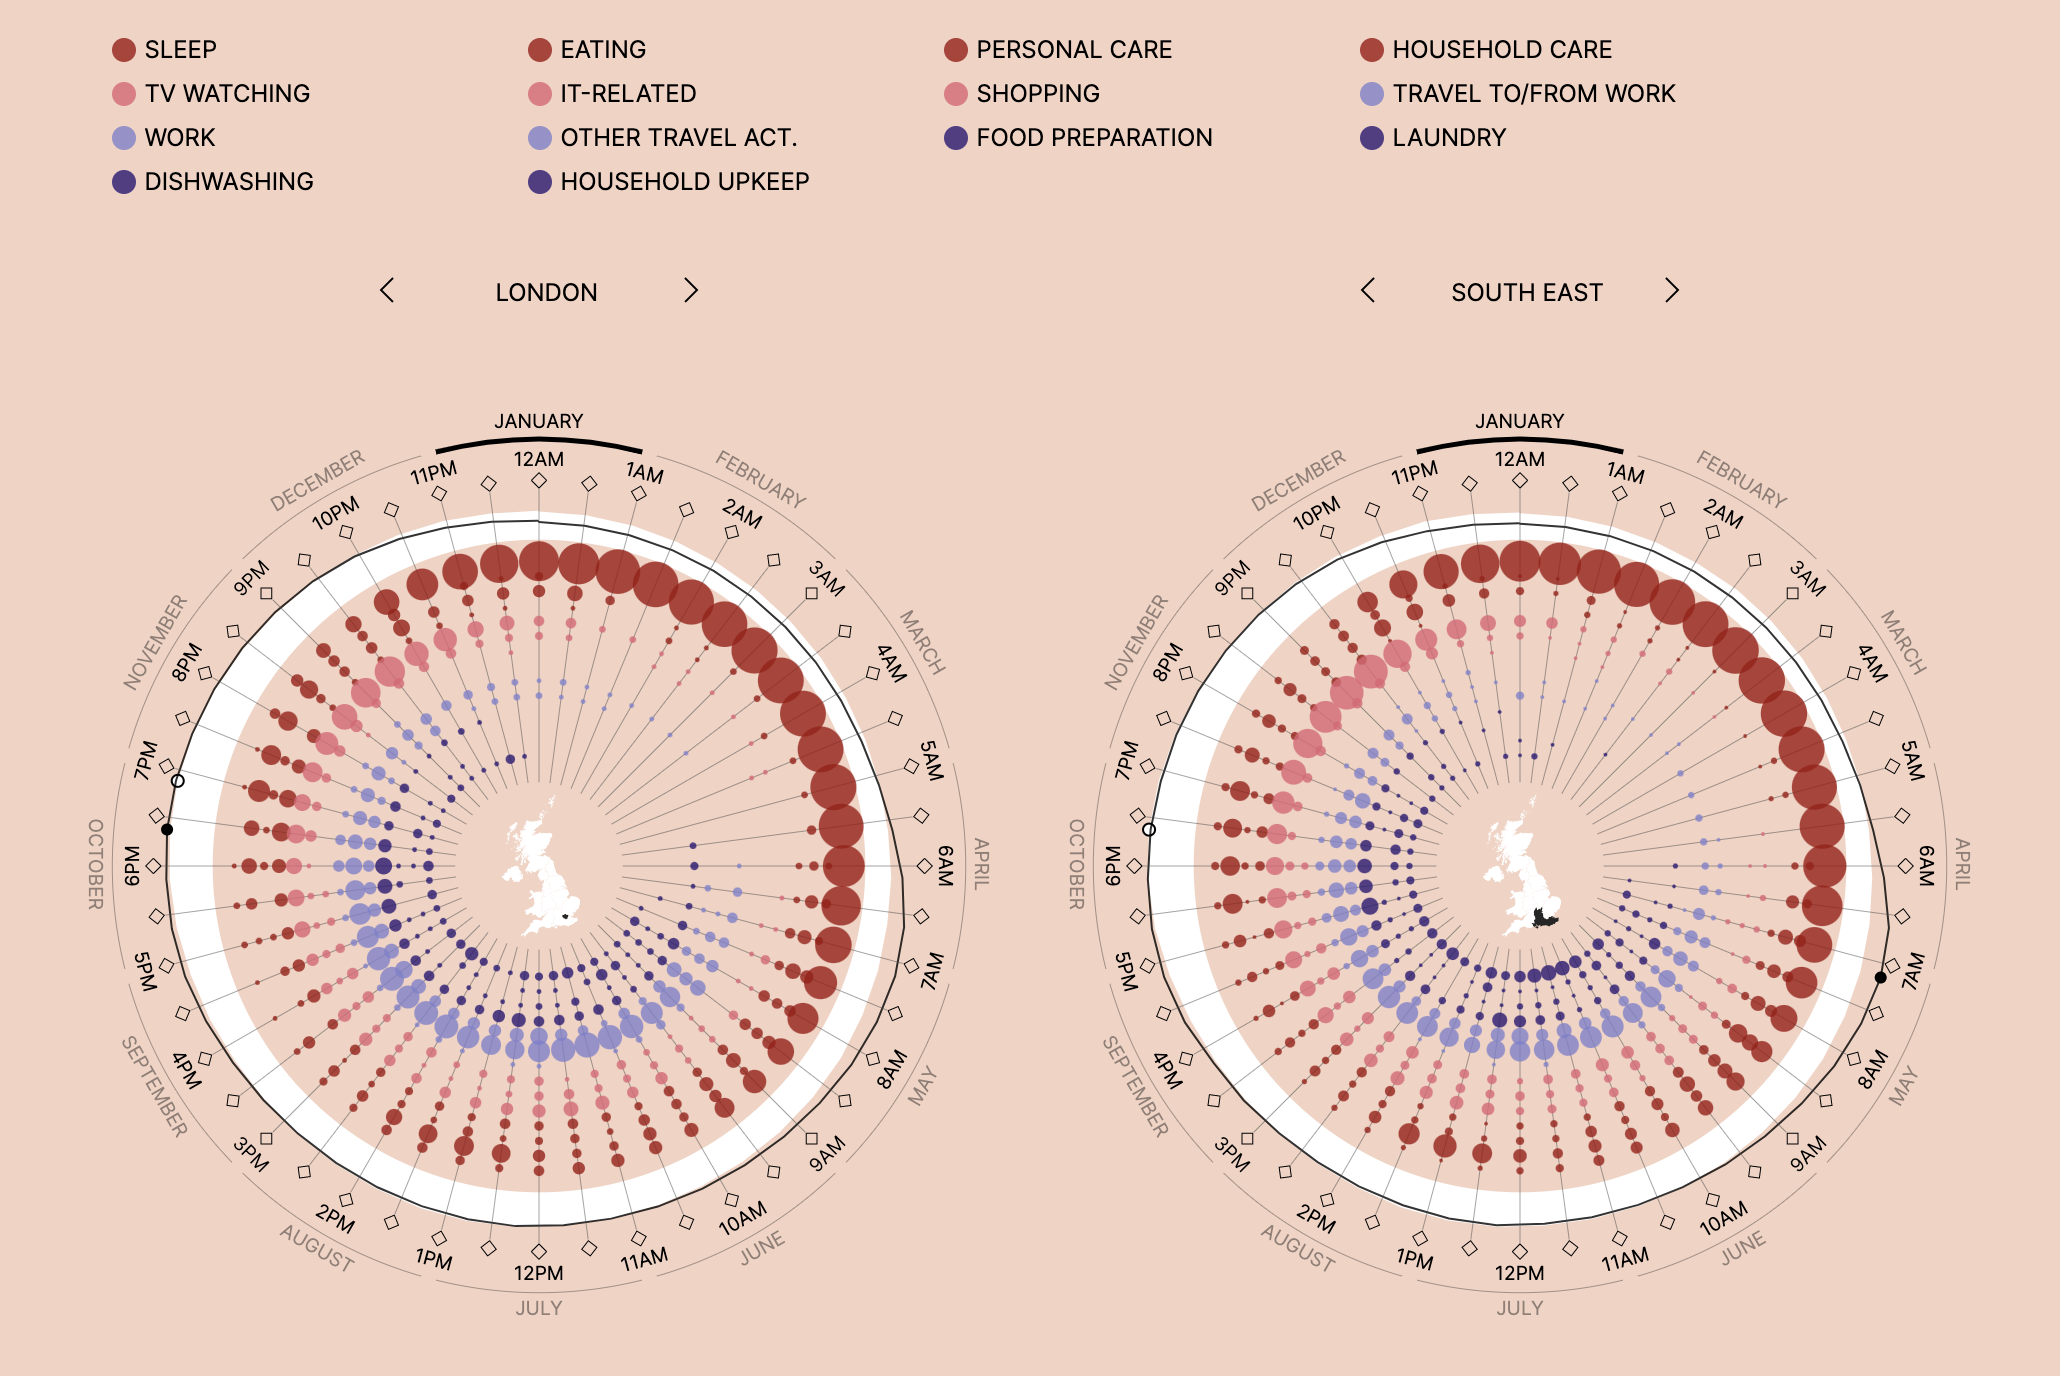 SLEEP
EATING
PERSONAL CARE
HOUSEHOLD CARE
TV WATCHING
IT-RELATED
SHOPPING
TRAVEL TO/FROM WORK
WORK
OTHER TRAVEL ACT.
FOOD PREPARATION
LAUNDRY
DISHWASHING
HOUSEHOLD UPKEEP
LONDON
JANUARY
FEBRUARY
MARCH
APRIL
MAY
JUNE
JULY
AUGUST
SEPTEMBER
OCTOBER
NOVEMBER
DECEMBER
12AM
1AM
2AM
3AM
4AM
5AM
6AM
7AM
8AM
9AM
10AM
11AM
12PM
1PM
2PM
3PM
4PM
5PM
6PM
7PM
8PM
9PM
10PM
11PM
SOUTH EAST
JANUARY
FEBRUARY
MARCH
APRIL
MAY
JUNE
JULY
AUGUST
SEPTEMBER
OCTOBER
NOVEMBER
DECEMBER
12AM
1AM
2AM
3AM
4AM
5AM
6AM
7AM
8AM
9AM
10AM
11AM
12PM
1PM
2PM
3PM
4PM
5PM
6PM
7PM
8PM
9PM
10PM
11PM